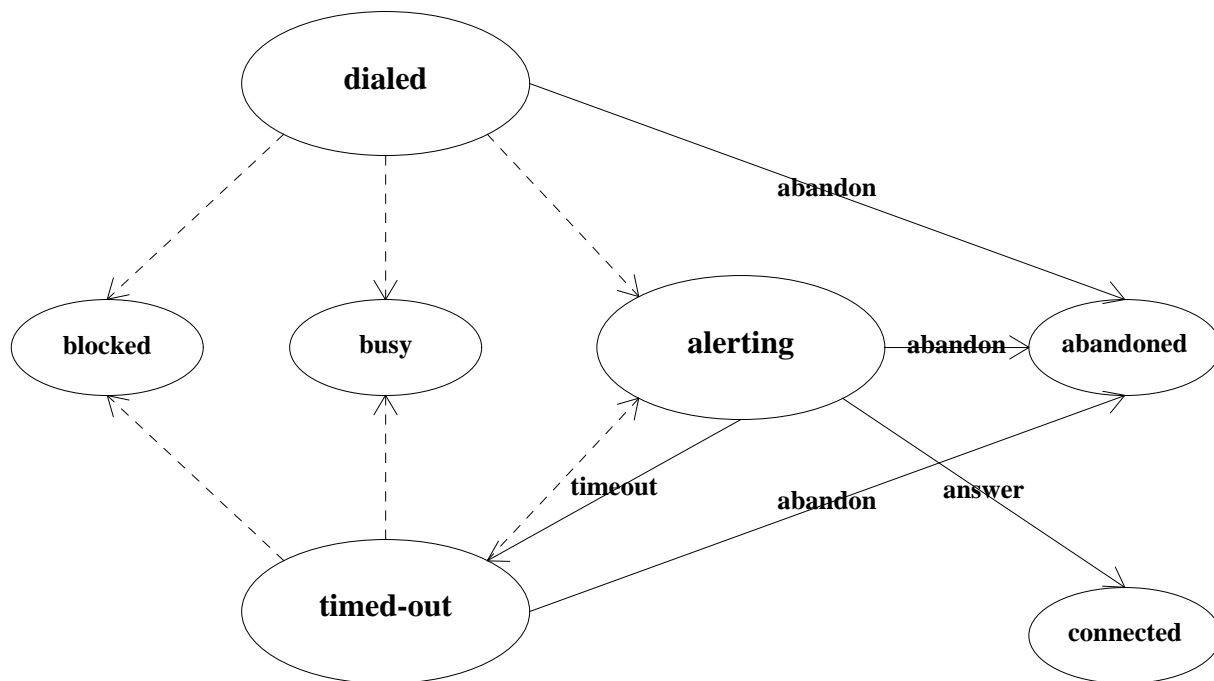 dialed
abandon
blocked
busy
alerting
abandon
abandoned
timeout
abandon
answer
timed-out
connected